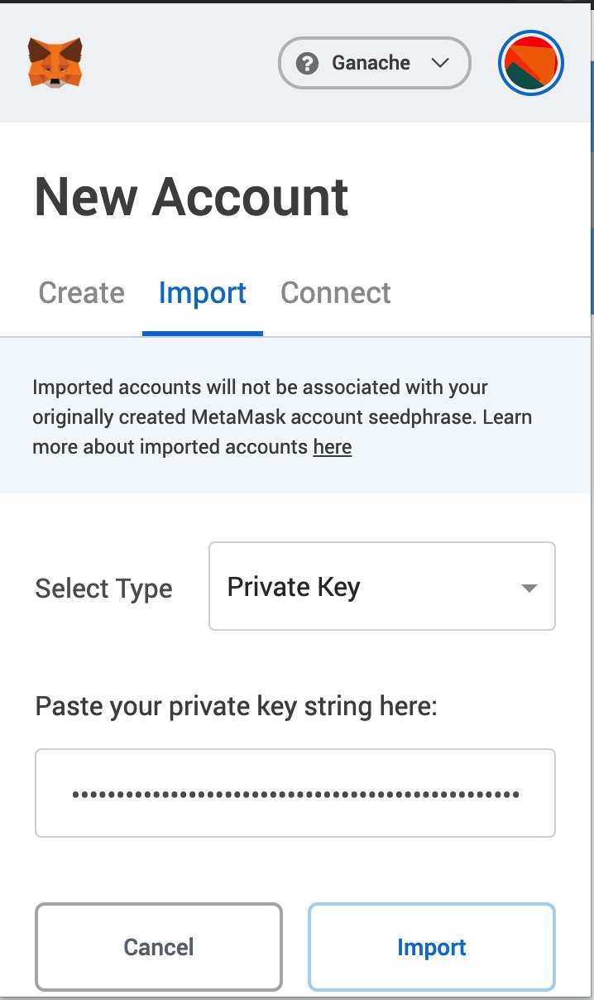 Ganache
New Account
Create Import Connect
Imported accounts will not be associated with your
originally created MetaMask account seedphrase. Learn
more about imported accounts here
Select Type Private Key
Paste your private key string here:
••••••••••••••••••••••••••••••••••••••••••••••••••
Cancel Import